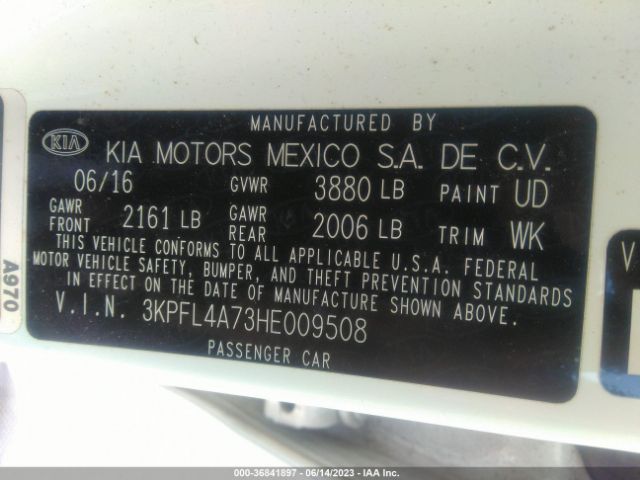 MANUFACTURED BY
KIA KIA MOTORS MEXICO S.A. DE C.V.
06/16 GVWR 3880 LB PAINT UD
GAWR FRONT 2161 LB GAWR REAR 2006 LB TRIM WK
THIS VEHICLE CONFORMS TO ALL APPLICABLE U.S.A. FEDERAL
MOTOR VEHICLE SAFETY, BUMPER, AND THEFT PREVENTION STANDARDS
IN EFFECT ON THE DATE OF MANUFACTURE SHOWN ABOVE.
V.I.N. 3KPFL4A73HE009508
PASSENGER CAR
A970
V
000-36841897 - 06/14/2023 - IAA Inc.